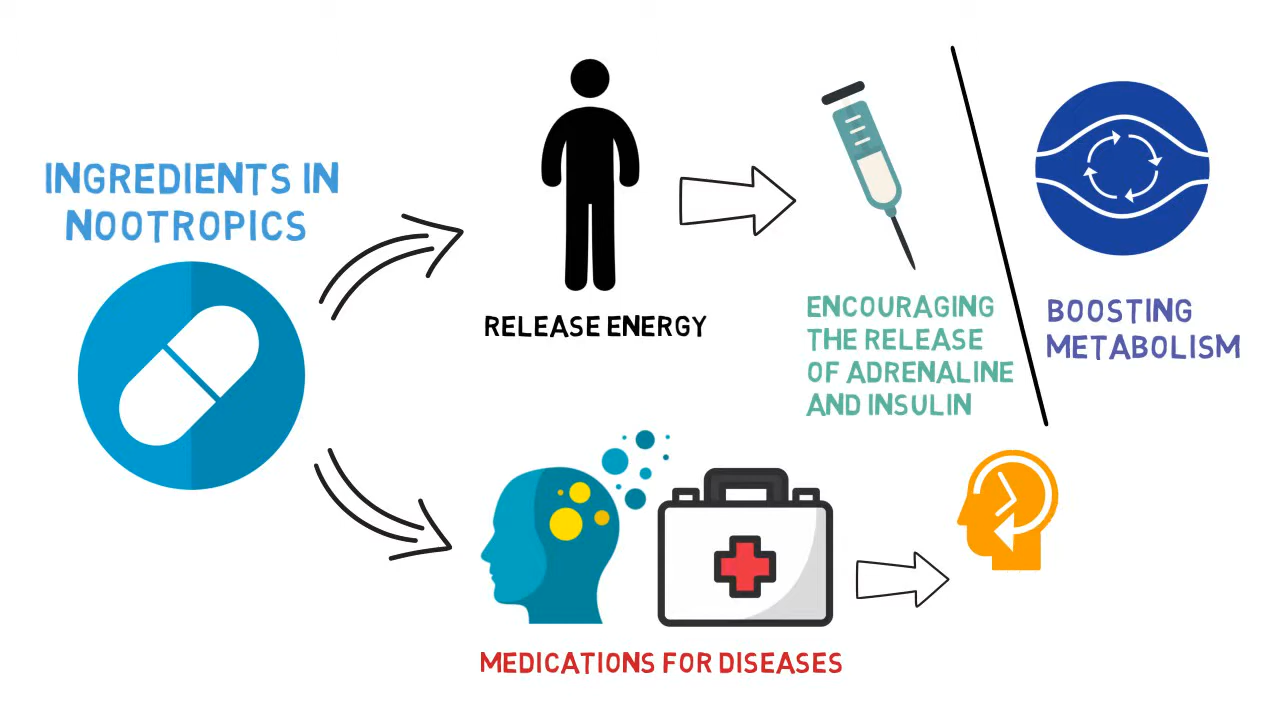 INGREDIENTS IN
NOOTROPICS
RELEASE ENERGY
ENCOURAGING
THE RELEASE
OF ADRENALINE
AND INSULIN
BOOSTING
METABOLISM
MEDICATIONS FOR DISEASES